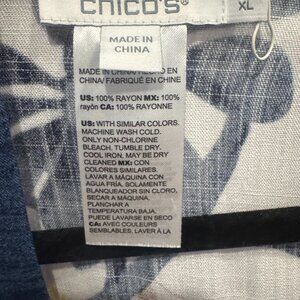 chico's®
XL
MADE IN
CHINA
MADE IN CHINA/HECHO EN
CHINA/FABRIQUÉ EN CHINE
US: 100% RAYON MX: 100%
rayón CA: 100% RAYONNE
US: WITH SIMILAR COLORS.
MACHINE WASH COLD.
ONLY NON-CHLORINE
BLEACH, TUMBLE DRY.
COOL IRON, MAY BE DRY
CLEANED MX: CON
COLORES SIMILARES.
LAVAR A MÁQUINA CON
AGUA FRÍA, SOLAMENTE
BLANQUEADOR SIN CLORO,
SECAR A MÁQUINA.
PLANCHAR A
TEMPERATURA BAJA,
PUEDE LAVARSE EN SECO
CA: AVEC COULEURS
SEMBLABLES, LAVER À LA